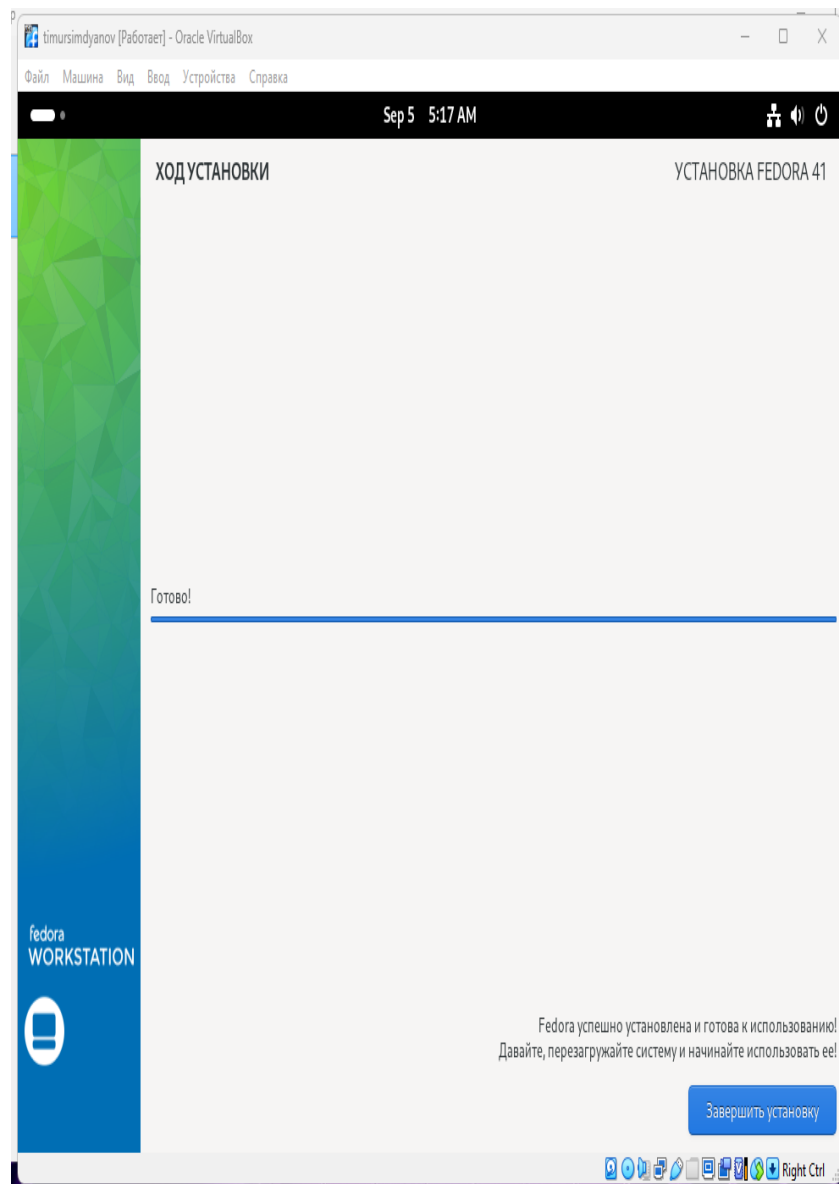 timursimdyanov [Работает] - Oracle VirtualBox
Файл Машина Вид Ввод Устройства Справка
Sep 5 5:17 AM
ХОД УСТАНОВКИ
УСТАНОВКА FEDORA 41
Готово!
fedora
WORKSTATION
Fedora успешно установлена и готова к использованию!
Давайте, перезагружайте систему и начинайте использовать ее!
Завершить установку
Right Ctrl